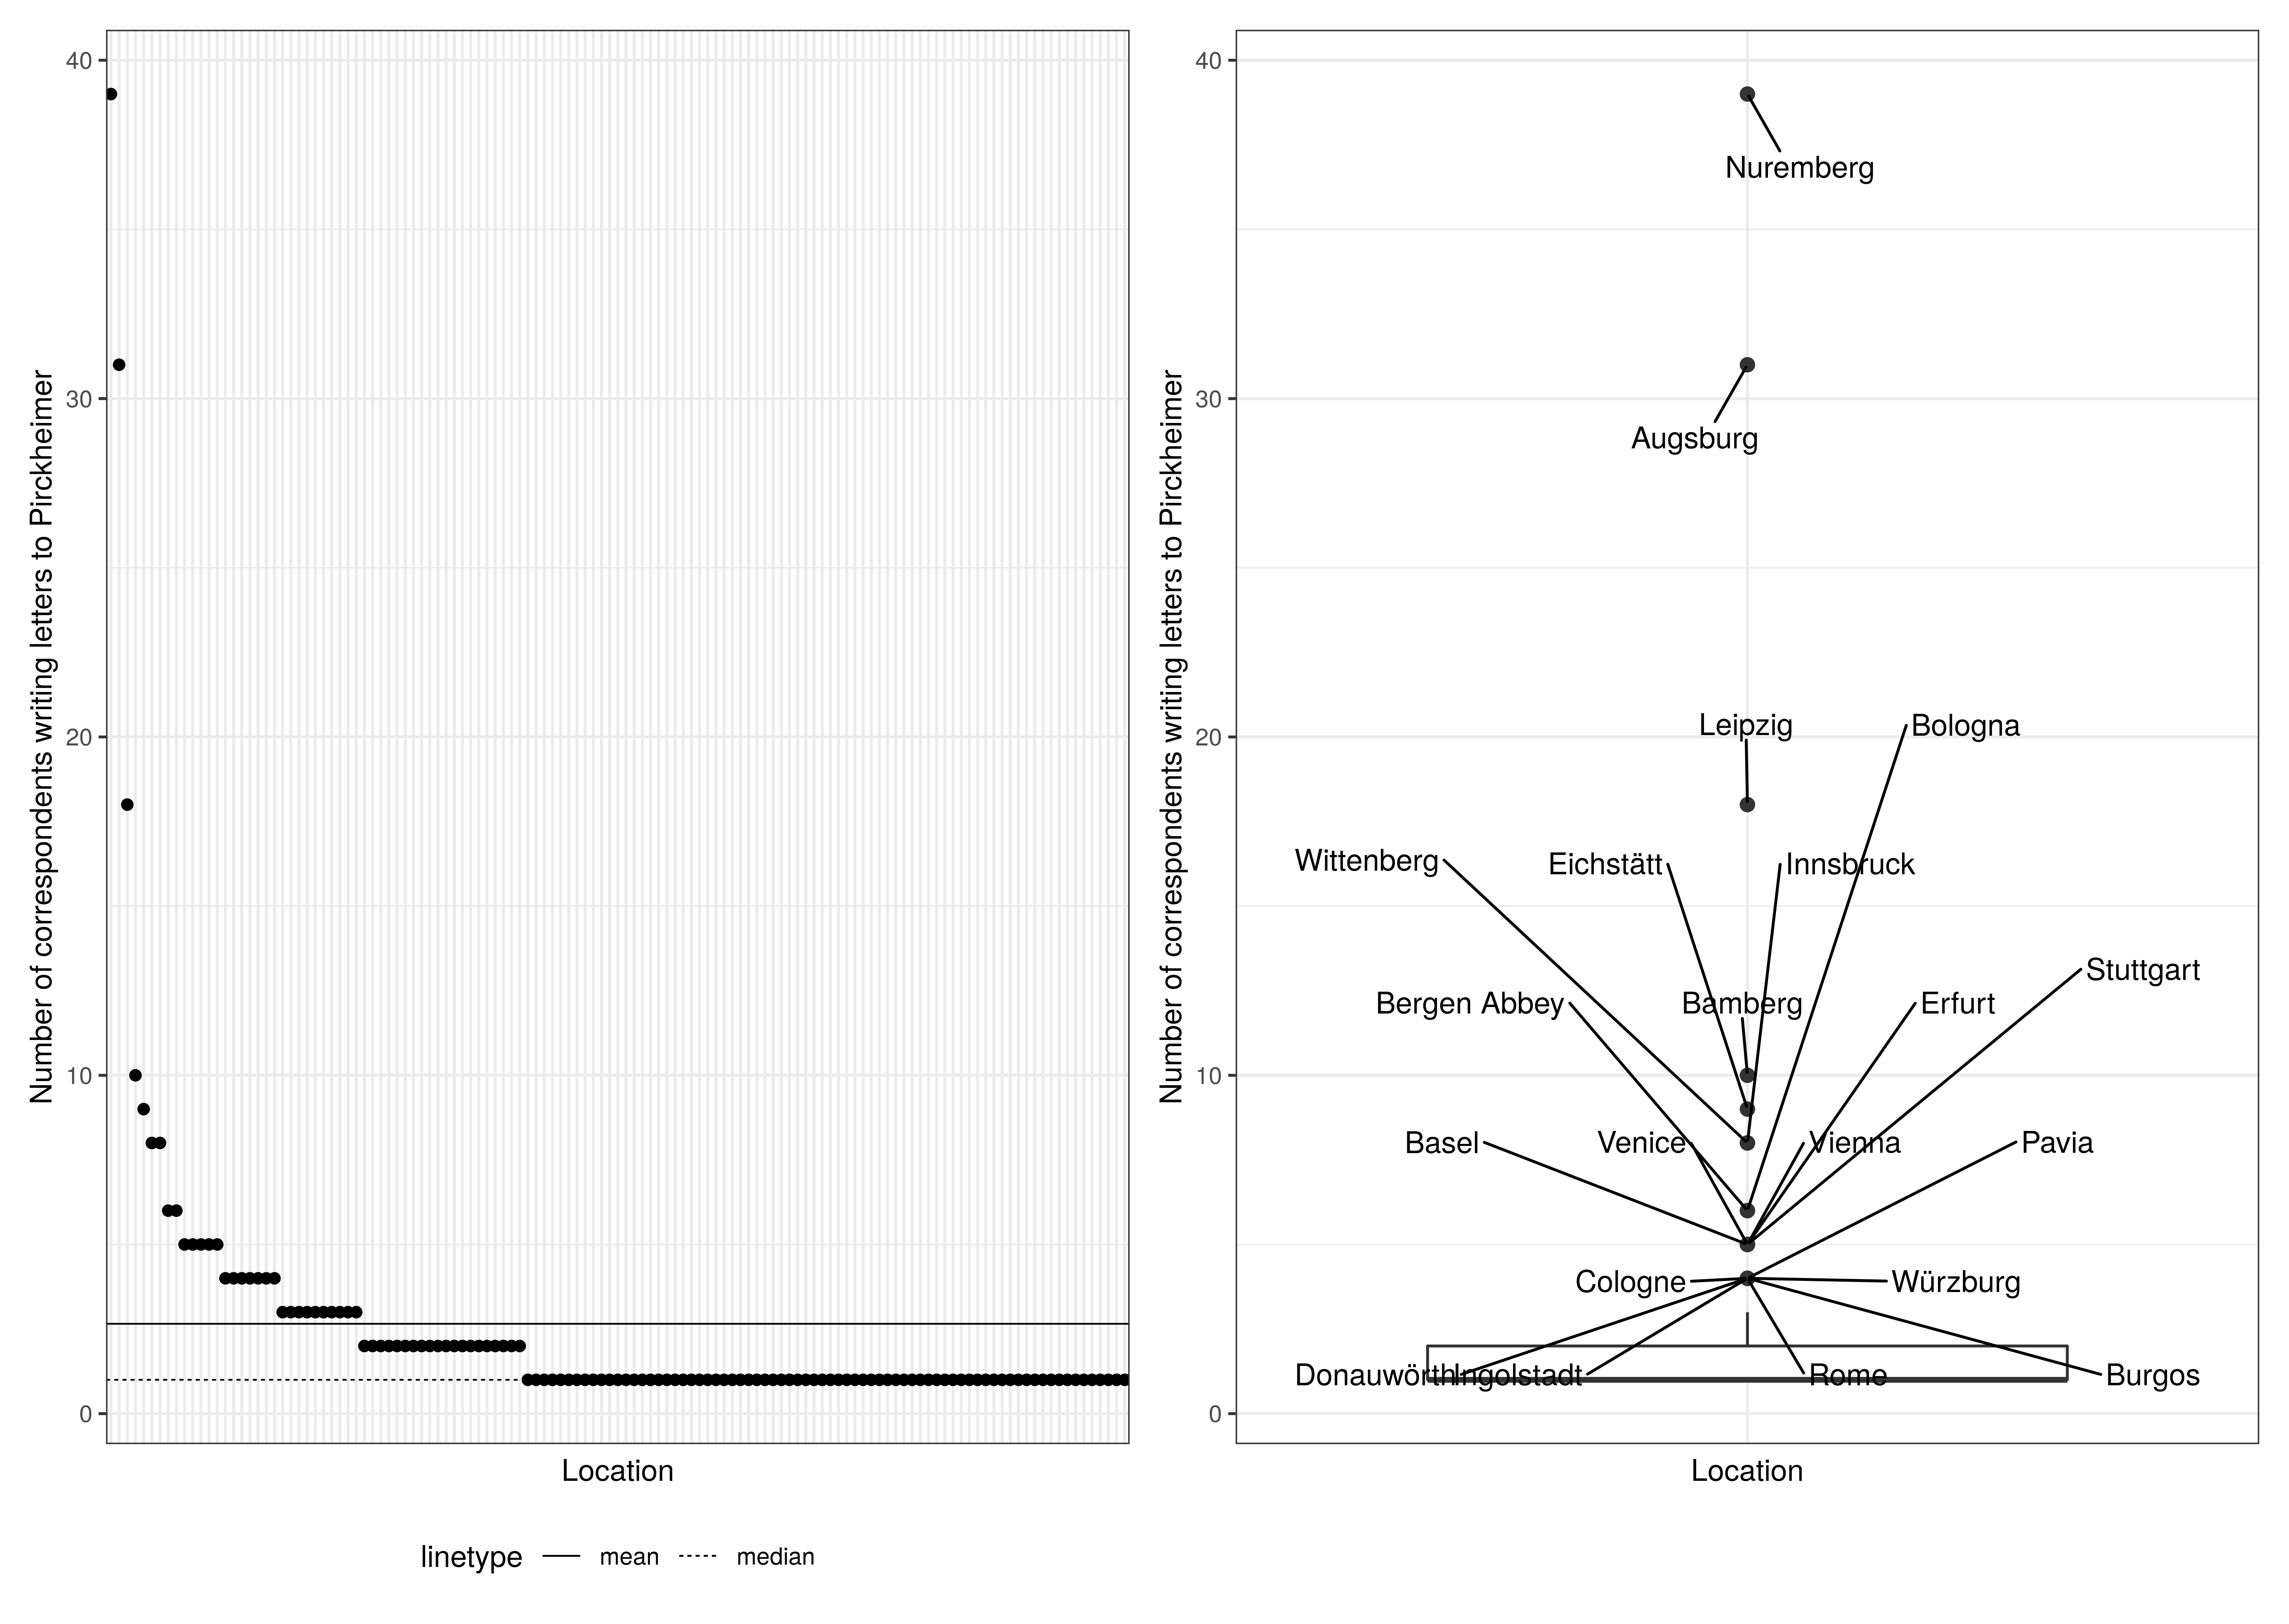 Number of correspondents writing letters to Pirckheimer
40
30
20
10
0
Location
linetype mean median
Number of correspondents writing letters to Pirckheimer
40
30
20
10
0
Nuremberg
Augsburg
Leipzig Bologna
Wittenberg Eichstätt Innsbruck
Stuttgart
Bergen Abbey Bamberg Erfurt
Basel Venice Vienna Pavia
Cologne Würzburg
Donauwörth Ingolstadt Rome Burgos
Location